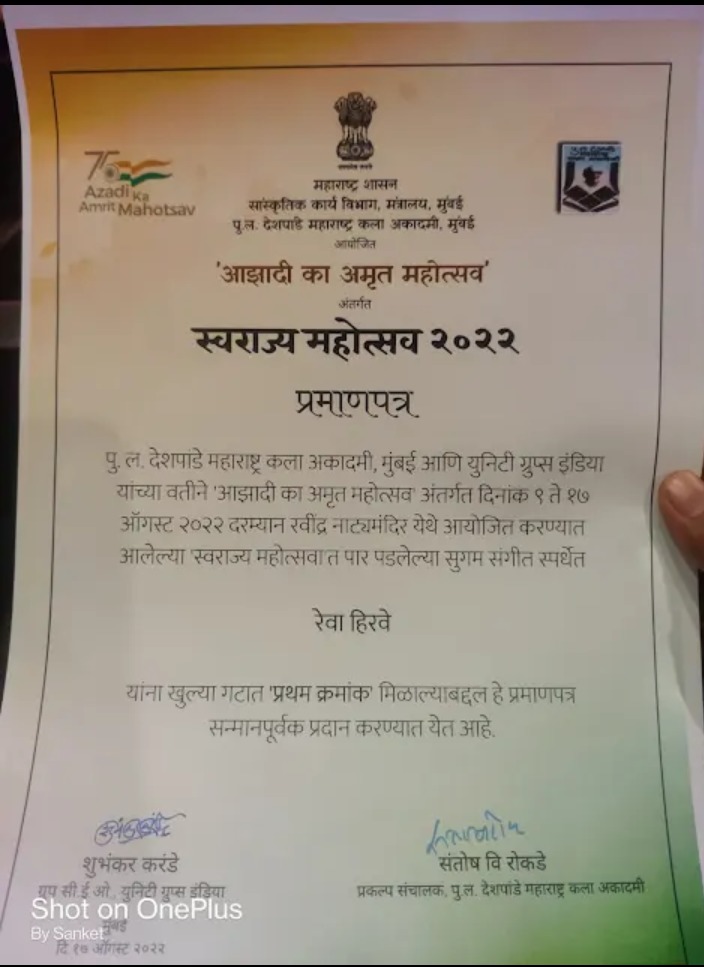 75
Azadi Ka
Amrit Mahotsav
महाराष्ट्र शासन
सांस्कृतिक कार्य विभाग, मंत्रालय, मुंबई
पु.ल. देशपांडे महाराष्ट्र कला अकादमी, मुंबई
आयोजित
'आझादी का अमृत महोत्सव'
अंतर्गत
स्वराज्य महोत्सव २०२२
प्रमाणपत्र
पु. ल. देशपांडे महाराष्ट्र कला अकादमी, मुंबई आणि युनिटी ग्रुप्स इंडिया
यांच्या वतीने 'आझादी का अमृत महोत्सव' अंतर्गत दिनांक ९ ते १७
ऑगस्ट २०२२ दरम्यान रवींद्र नाट्यमंदिर येथे आयोजित करण्यात
आलेल्या 'स्वराज्य महोत्सवा'त पार पडलेल्या सुगम संगीत स्पर्धेत
रेवा हिरवे
यांना खुल्या गटात 'प्रथम क्रमांक' मिळाल्याबद्दल हे प्रमाणपत्र
सन्मानपूर्वक प्रदान करण्यात येत आहे.
शुभंकर करंडे
ग्रुप सी.ई.ओ., युनिटी ग्रुप्स इंडिया
मुंबई
दि १७ ऑगस्ट २०२२
संतोष वि रोकडे
प्रकल्प संचालक, पु.ल. देशपांडे महाराष्ट्र कला अकादमी
Shot on OnePlus
By Sanket